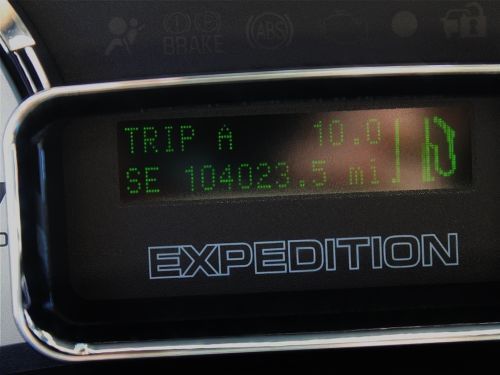 BRAKE
ABS
TRIP A 10.0
SE 104023.5 mi
EXPEDITION